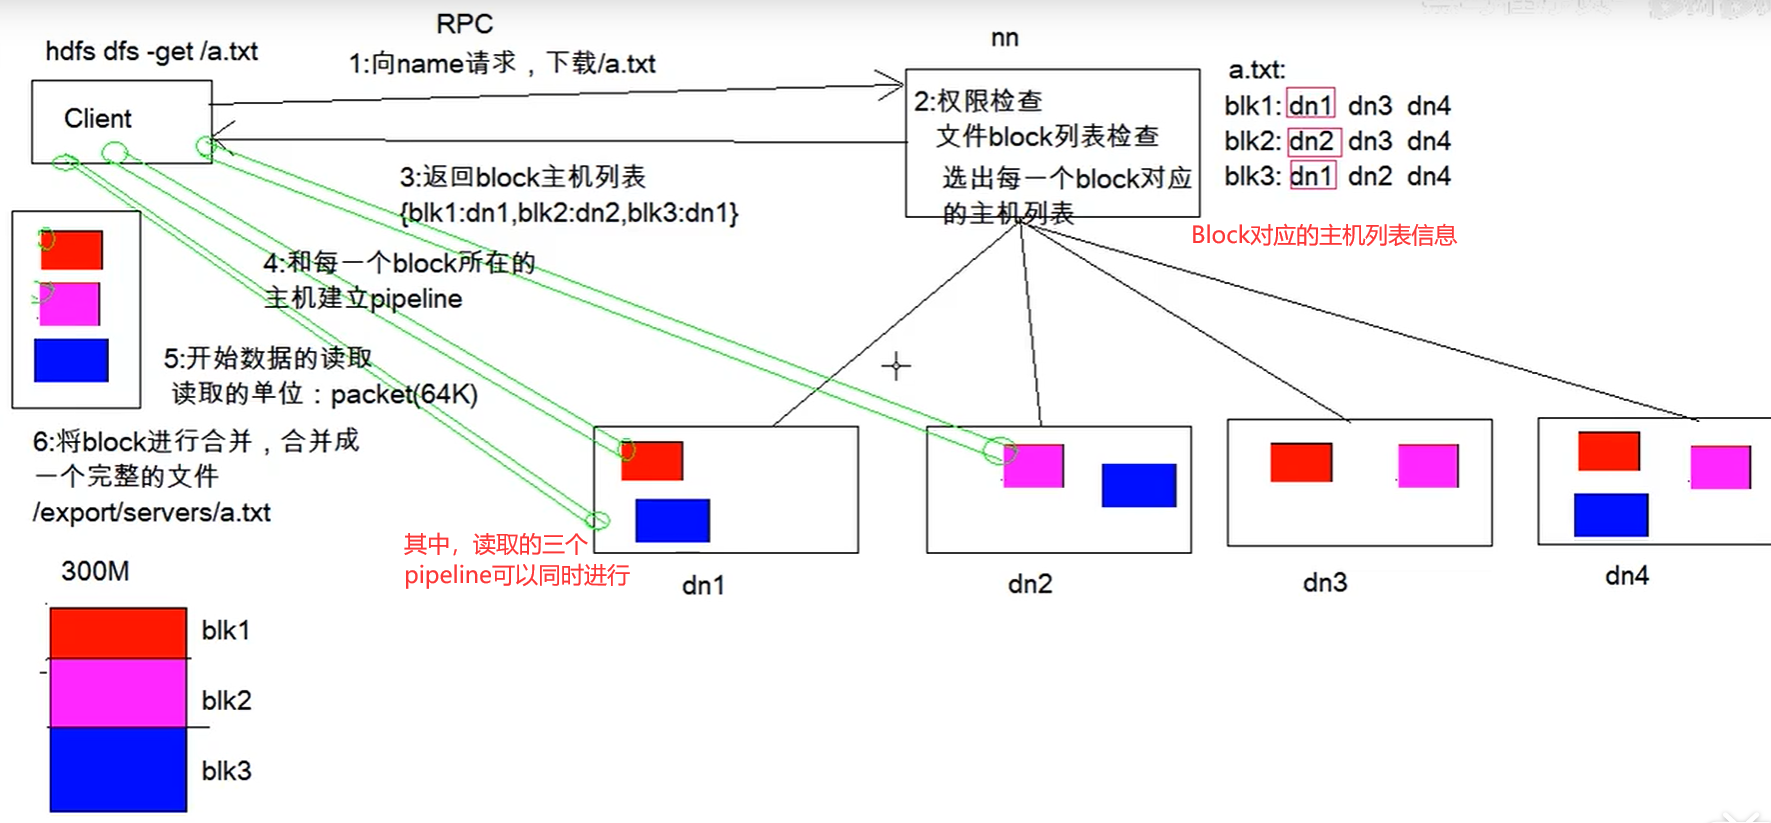 RPC
hdfs dfs -get /a.txt
1:向name请求，下载/a.txt
nn
Client
2:权限检查
文件block列表检查
选出每一个block对应
的主机列表
a.txt:
blk1: dn1 dn3 dn4
blk2: dn2 dn3 dn4
blk3: dn1 dn2 dn4
Block对应的主机列表信息
3:返回block主机列表
{blk1:dn1,blk2:dn2,blk3:dn1}
4:和每一个block所在的
主机建立pipeline
5:开始数据的读取
读取的单位：packet(64K)
6:将block进行合并，合并成
一个完整的文件
/export/servers/a.txt
其中，读取的三个
pipeline可以同时进行
dn1
dn2
dn3
dn4
300M
blk1
blk2
blk3